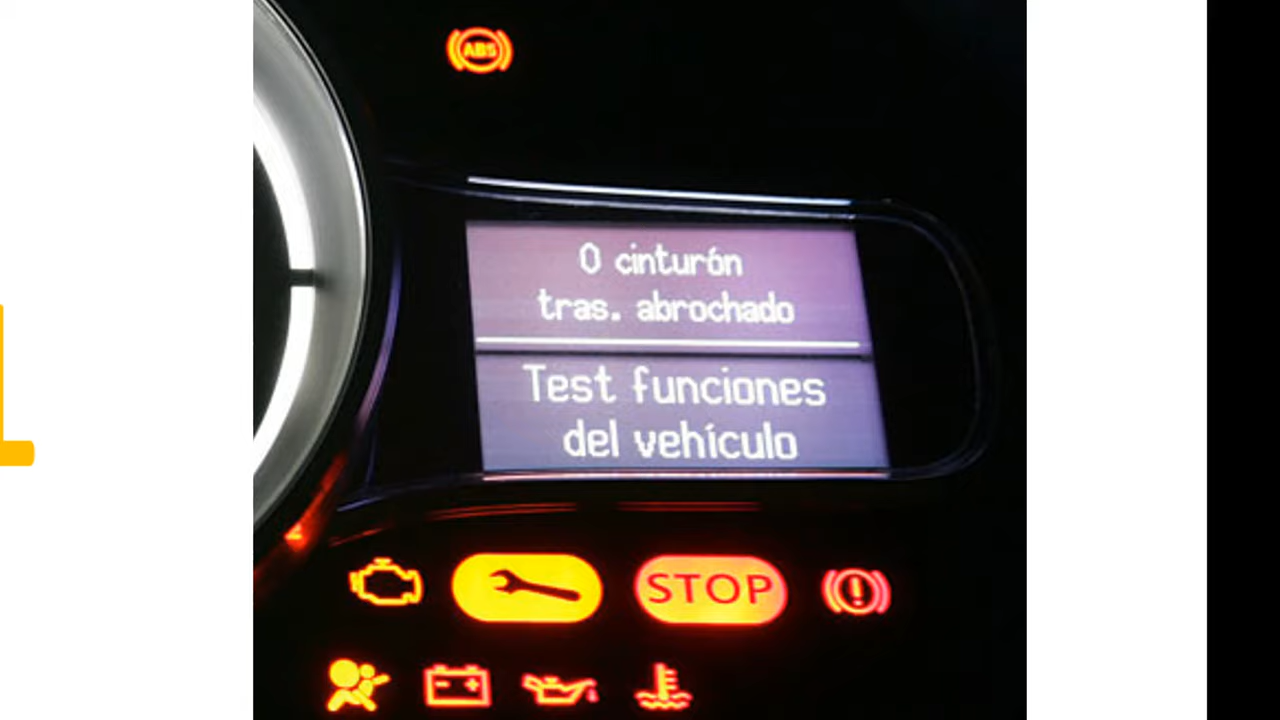 ABS
0 cinturón
tras. abrochado
Test funciones
del vehículo
STOP